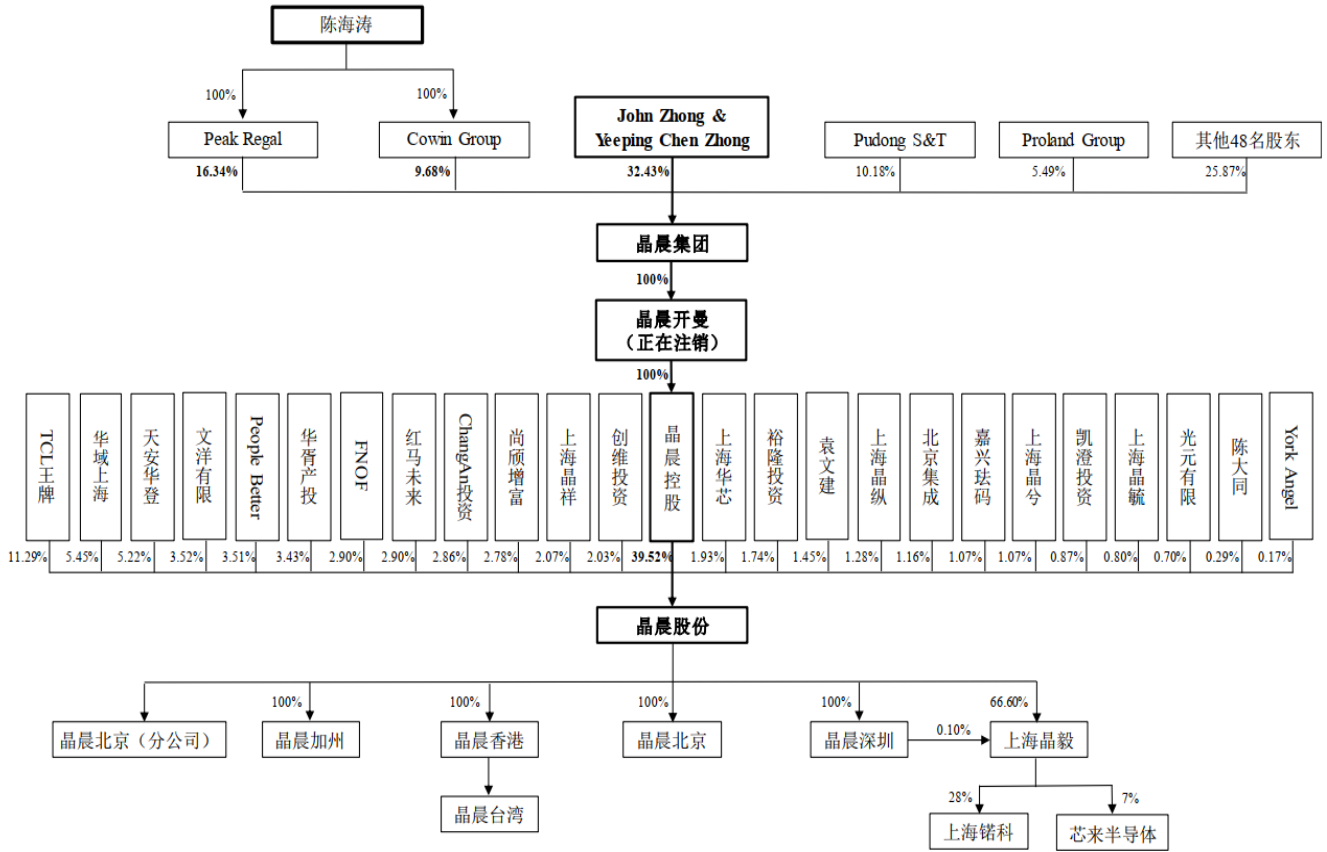 陈海涛
100%
100%
Peak Regal
Cowin Group
John Zhong &
Yeeping Chen Zhong
Pudong S&T
Proland Group
其他48名股东
16.34%
9.68%
32.43%
10.18%
5.49%
25.87%
晶晨集团
100%
晶晨开曼
（正在注销）
100%
TCL王牌
华域上海
天安华登
文洋有限
People Better
华胥产投
FNOF
红马未来
ChangAn投资
尚颀增富
上海晶祥
创维投资
晶晨控股
上海华芯
裕隆投资
袁文建
上海晶纵
北京集成
嘉兴珐码
上海晶兮
凯澄投资
上海晶毓
光元有限
陈大同
York Angel
11.29%
5.45%
5.22%
3.52%
3.51%
3.43%
2.90%
2.90%
2.86%
2.78%
2.07%
2.03%
39.52%
1.93%
1.74%
1.45%
1.28%
1.16%
1.07%
1.07%
0.87%
0.80%
0.70%
0.29%
0.17%
晶晨股份
100%
100%
100%
100%
66.60%
晶晨北京（分公司）
晶晨加州
晶晨香港
晶晨北京
晶晨深圳
0.10%
上海晶毅
晶晨台湾
28%
7%
上海锘科
芯来半导体